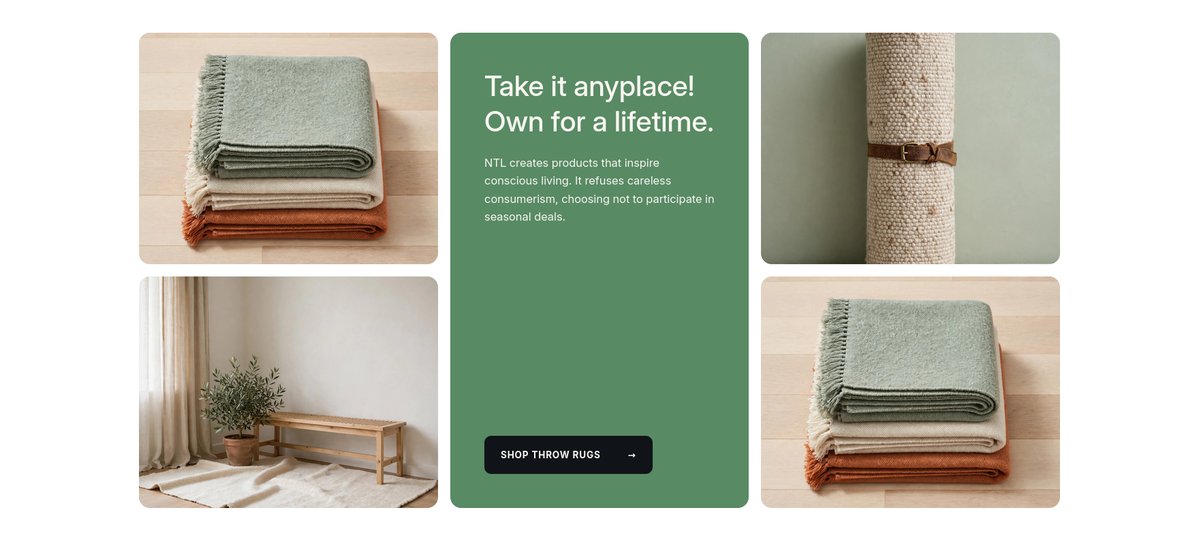 Take it anyplace!
Own for a lifetime.
NTL creates products that inspire
conscious living. It refuses careless
consumerism, choosing not to participate in
seasonal deals.
SHOP THROW RUGS →